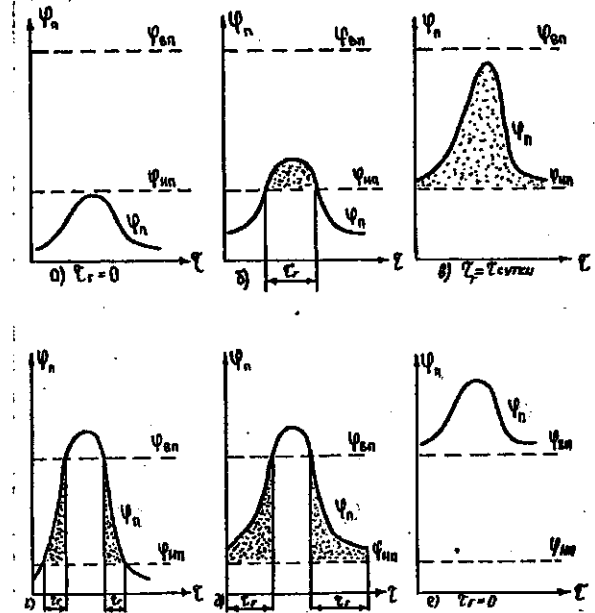 φп φп φп
φвп φвп φвп
φп
φнп φнп φнп
φп φп
τ τ τ
а) τг = 0 б) τг в) τг = τсутки
φп φп φп
φп
φвп φвп φвп
φп φп
φнп φнп φнп
τ τ τ
г) τг τг д) τг τг е) τг = 0